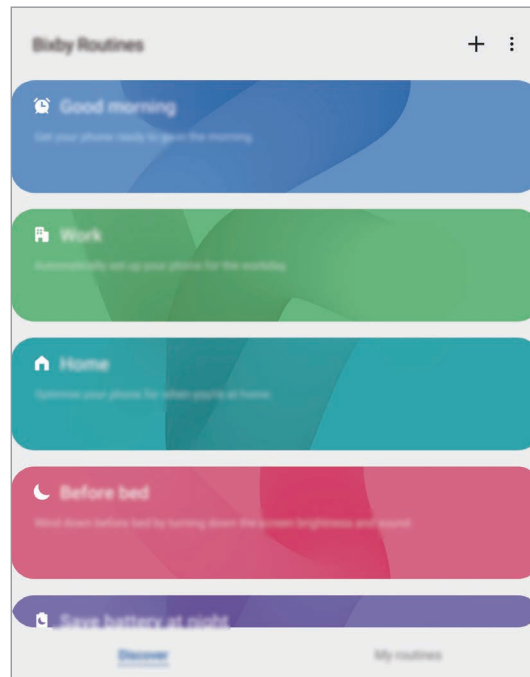 Bixby Routines
Good morning
Get your phone ready to go in the morning.
Work
Automatically set up your phone for the workday.
Home
Optimise your phone for when you're at home.
Before bed
Wind down before bed by turning down the screen brightness and sound.
Save battery at night
Discover
My routines